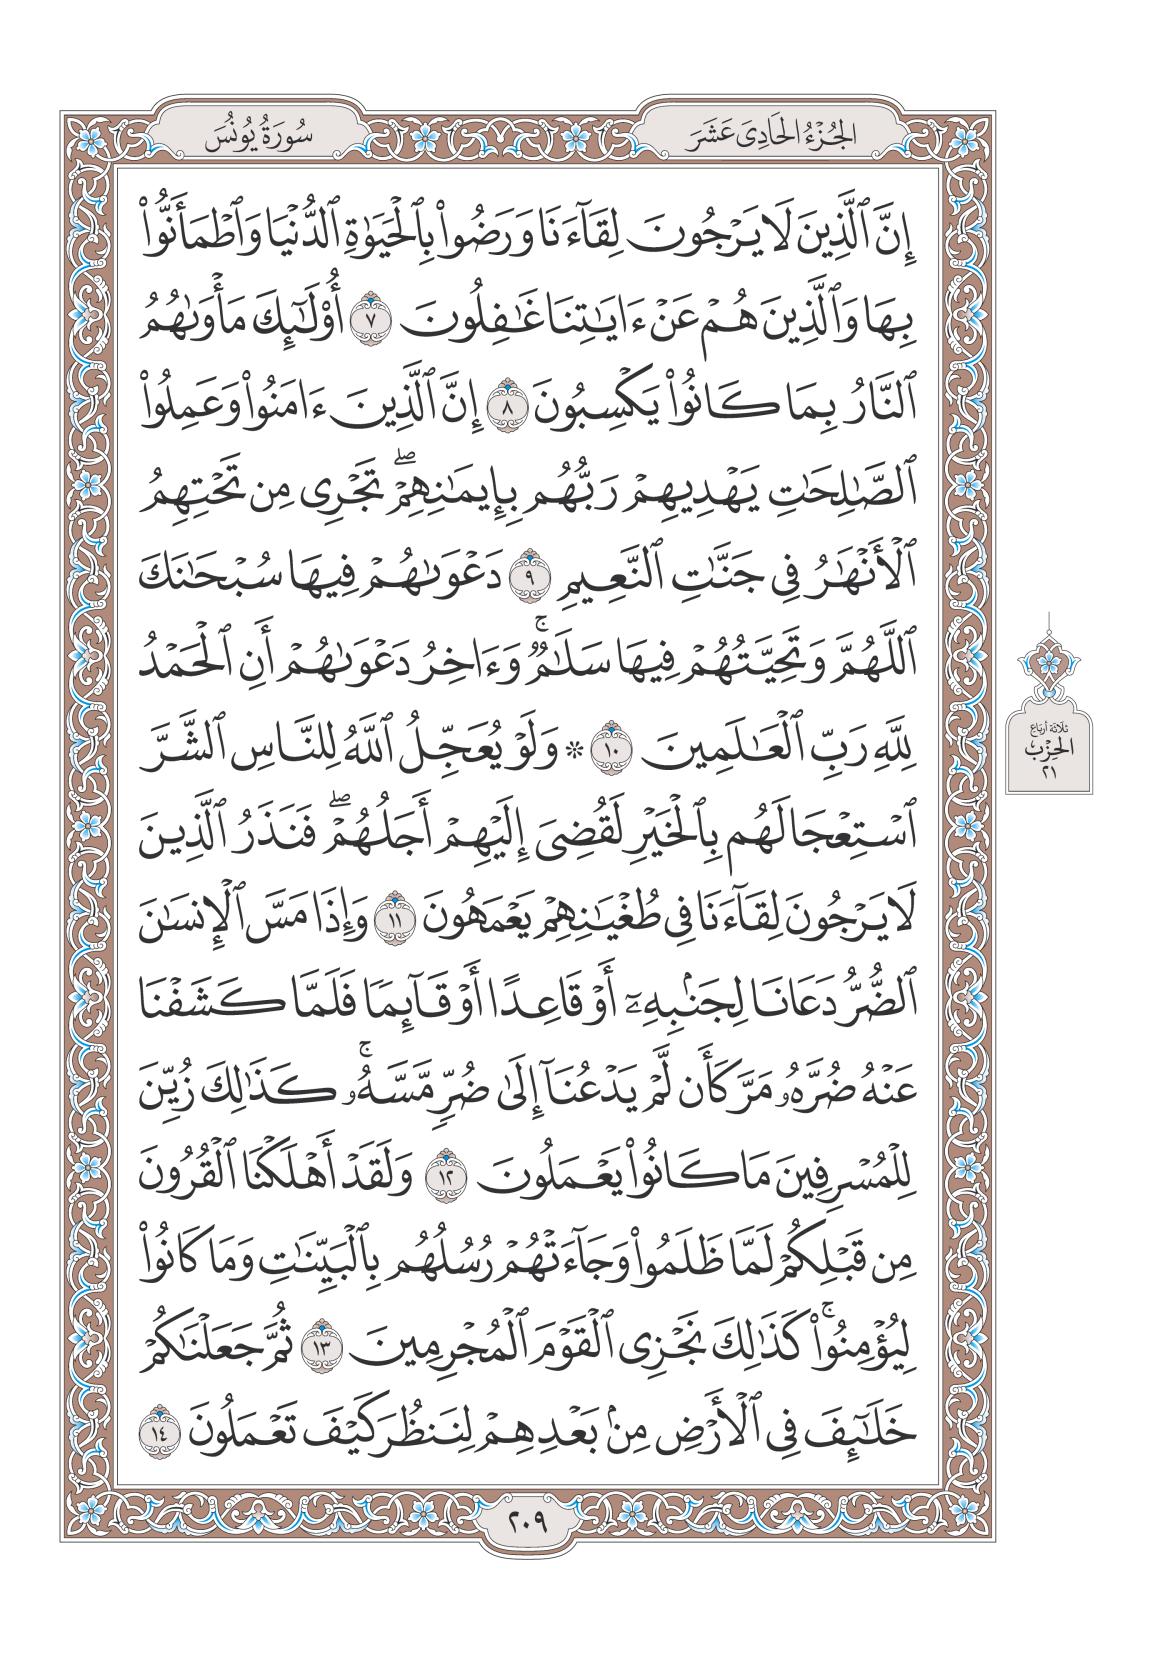 الجُزْءُ الحَادِيَ عَشَرَ
سُورَةُ يُونُسَ
إِنَّ ٱلَّذِينَ لَا يَرْجُونَ لِقَآءَنَا وَرَضُوا۟ بِٱلْحَيَوٰةِ ٱلدُّنْيَا وَٱطْمَأَنُّوا۟
بِهَا وَٱلَّذِينَ هُمْ عَنْ ءَايَـٰتِنَا غَـٰفِلُونَ ٧ أُو۟لَـٰٓئِكَ مَأْوَىٰهُمُ
ٱلنَّارُ بِمَا كَانُوا۟ يَكْسِبُونَ ٨ إِنَّ ٱلَّذِينَ ءَامَنُوا۟ وَعَمِلُوا۟
ٱلصَّـٰلِحَـٰتِ يَهْدِيهِمْ رَبُّهُم بِإِيمَـٰنِهِمْ ۖ تَجْرِى مِن تَحْتِهِمُ
ٱلْأَنْهَـٰرُ فِى جَنَّـٰتِ ٱلنَّعِيمِ ٩ دَعْوَىٰهُمْ فِيهَا سُبْحَـٰنَكَ
ٱللَّهُمَّ وَتَحِيَّتُهُمْ فِيهَا سَلَـٰمٌ ۚ وَءَاخِرُ دَعْوَىٰهُمْ أَنِ ٱلْحَمْدُ
لِلَّهِ رَبِّ ٱلْعَـٰلَمِينَ ١٠ ۞ وَلَوْ يُعَجِّلُ ٱللَّهُ لِلنَّاسِ ٱلشَّرَّ
ٱسْتِعْجَالَهُم بِٱلْخَيْرِ لَقُضِىَ إِلَيْهِمْ أَجَلُهُمْ ۖ فَنَذَرُ ٱلَّذِينَ
لَا يَرْجُونَ لِقَآءَنَا فِى طُغْيَـٰنِهِمْ يَعْمَهُونَ ١١ وَإِذَا مَسَّ ٱلْإِنسَـٰنَ
ٱلضُّرُّ دَعَانَا لِجَنۢبِهِۦٓ أَوْ قَاعِدًا أَوْ قَآئِمًا فَلَمَّا كَشَفْنَا
عَنْهُ ضُرَّهُۥ مَرَّ كَأَن لَّمْ يَدْعُنَآ إِلَىٰ ضُرٍّ مَّسَّهُۥ ۚ كَذَٰلِكَ زُيِّنَ
لِلْمُسْرِفِينَ مَا كَانُوا۟ يَعْمَلُونَ ١٢ وَلَقَدْ أَهْلَكْنَا ٱلْقُرُونَ
مِن قَبْلِكُمْ لَمَّا ظَلَمُوا۟ وَجَآءَتْهُمْ رُسُلُهُم بِٱلْبَيِّنَـٰتِ وَمَا كَانُوا۟
لِيُؤْمِنُوا۟ ۚ كَذَٰلِكَ نَجْزِى ٱلْقَوْمَ ٱلْمُجْرِمِينَ ١٣ ثُمَّ جَعَلْنَـٰكُمْ
خَلَـٰٓئِفَ فِى ٱلْأَرْضِ مِنۢ بَعْدِهِمْ لِنَنظُرَ كَيْفَ تَعْمَلُونَ ١٤
ثلاثة أرباع
الحِزْب
٢١
٢٠٩